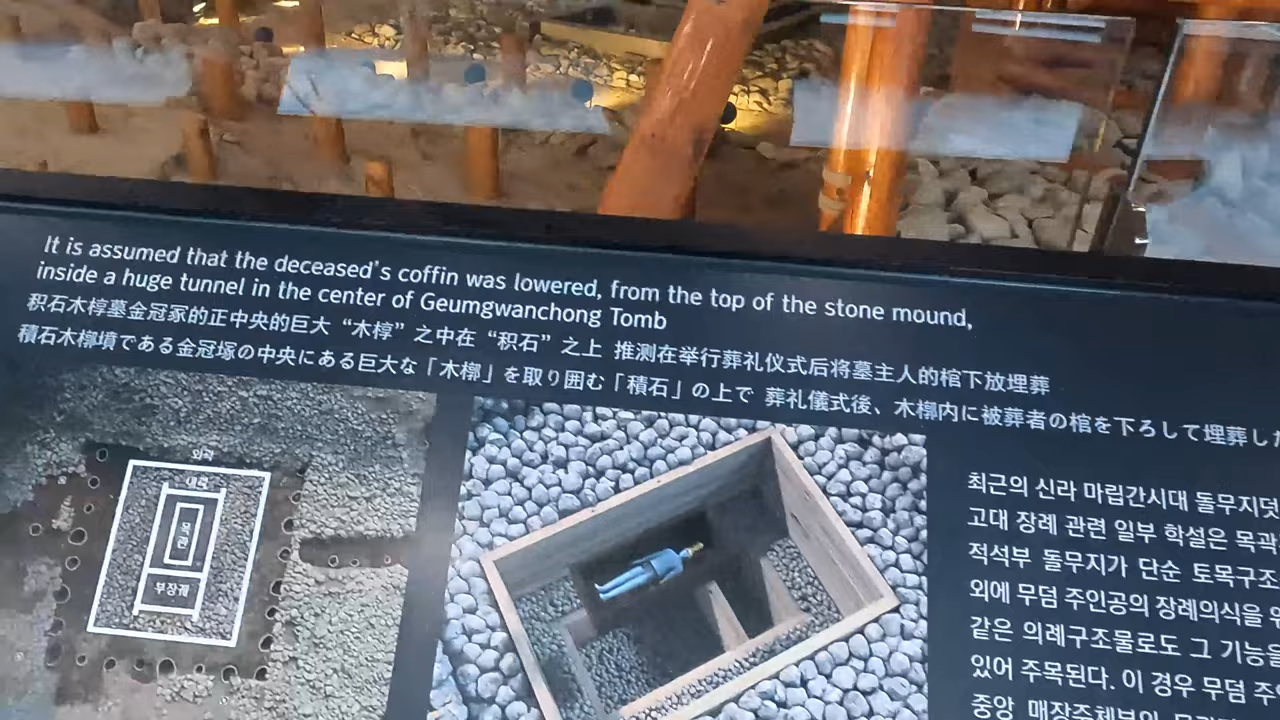 It is assumed that the deceased's coffin was lowered, from the top of the stone mound,
inside a huge tunnel in the center of Geumgwanchong Tomb
积石木椁墓金冠冢的正中央的巨大 “木椁” 之中在 “积石” 之上 推测在举行葬礼仪式后将墓主人的棺下放埋葬
積石木槨墳である金冠塚の中央にある巨大な「木槨」を取り囲む「積石」の上で 葬礼儀式後、木槨内に被葬者の棺を下ろして埋葬し
외곽
내곽
목관
부장궤
최근의 신라 마립간시대 돌무지덧
고대 장례 관련 일부 학설은 목곽
적석부 돌무지가 단순 토목구조
외에 무덤 주인공의 장례의식을 위
같은 의례구조물로도 그 기능을
있어 주목된다. 이 경우 무덤 주
중앙 매장주체부의